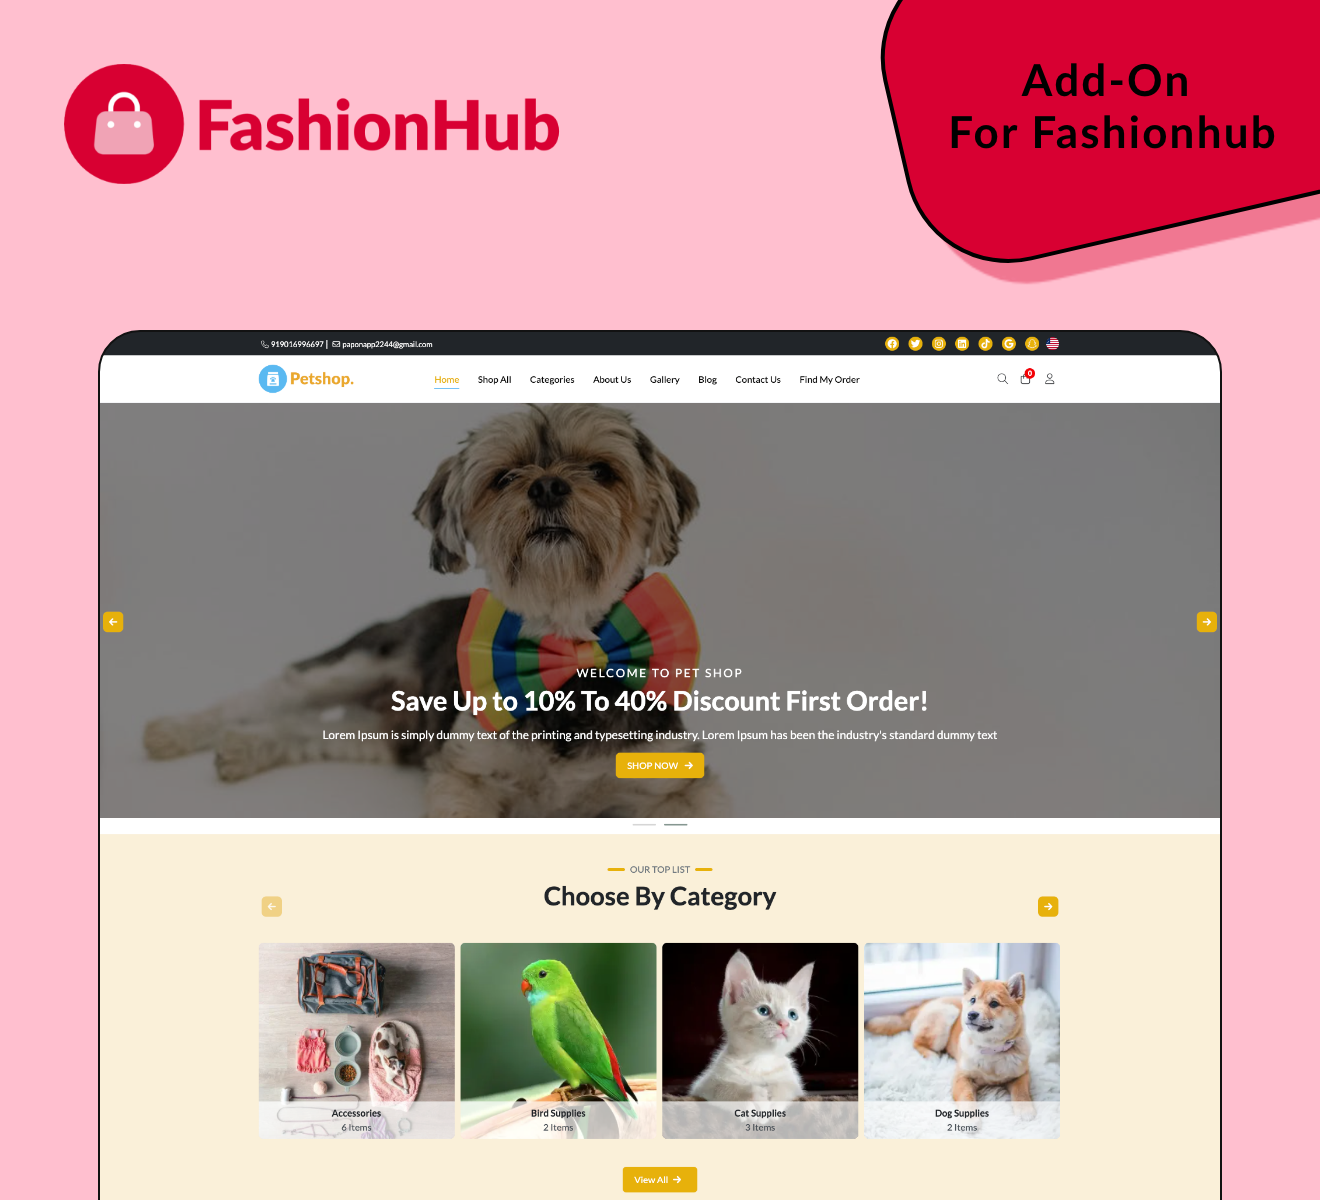 FashionHub
Add-On
For Fashionhub
919016996697 | paponapp2244@gmail.com
Petshop.
Home Shop All Categories About Us Gallery Blog Contact Us Find My Order
0
WELCOME TO PET SHOP
Save Up to 10% To 40% Discount First Order!
Lorem Ipsum is simply dummy text of the printing and typesetting industry. Lorem Ipsum has been the industry's standard dummy text
SHOP NOW
OUR TOP LIST
Choose By Category
Accessories
6 Items
Bird Supplies
2 Items
Cat Supplies
3 Items
Dog Supplies
2 Items
View All